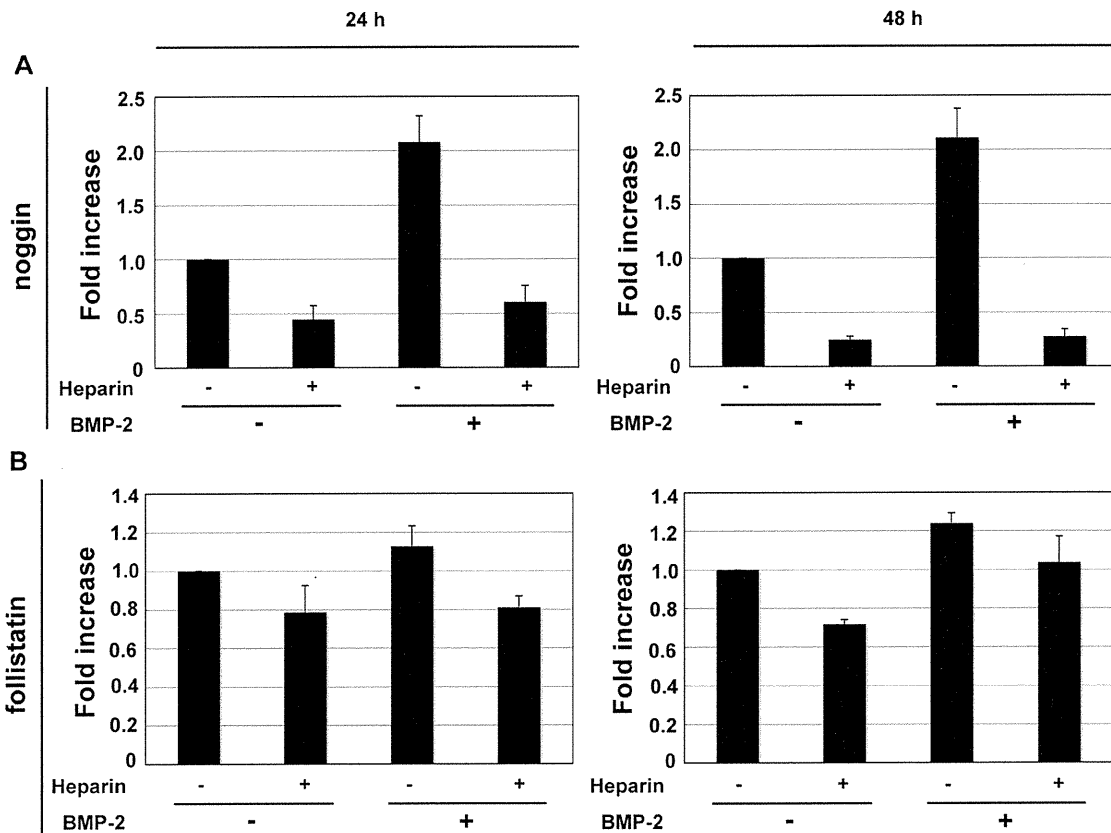 24 h
48 h
A
noggin
Fold increase
2.5
2.0
1.5
1.0
0.5
0
Heparin - + - +
BMP-2 - +
Fold increase
2.5
2.0
1.5
1.0
0.5
0
Heparin - + - +
BMP-2 - +
B
follistatin
Fold increase
1.4
1.2
1.0
0.8
0.6
0.4
0.2
0
Heparin - + - +
BMP-2 - +
Fold increase
1.4
1.2
1.0
0.8
0.6
0.4
0.2
0
Heparin - + - +
BMP-2 - +